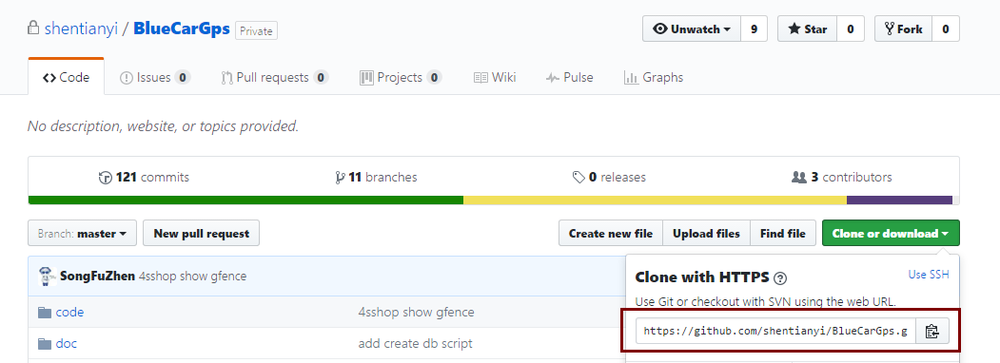 shentianyi / BlueCarGps Private
Unwatch 9 Star 0 Fork 0
Code Issues 0 Pull requests 0 Projects 0 Wiki Pulse Graphs
No description, website, or topics provided.
121 commits 11 branches 0 releases 3 contributors
Branch: master New pull request Create new file Upload files Find file Clone or download
SongFuZhen 4sshop show gfence
Clone with HTTPS ? Use SSH
Use Git or checkout with SVN using the web URL.
code 4sshop show gfence
https://github.com/shentianyi/BlueCarGps.g
doc add create db script